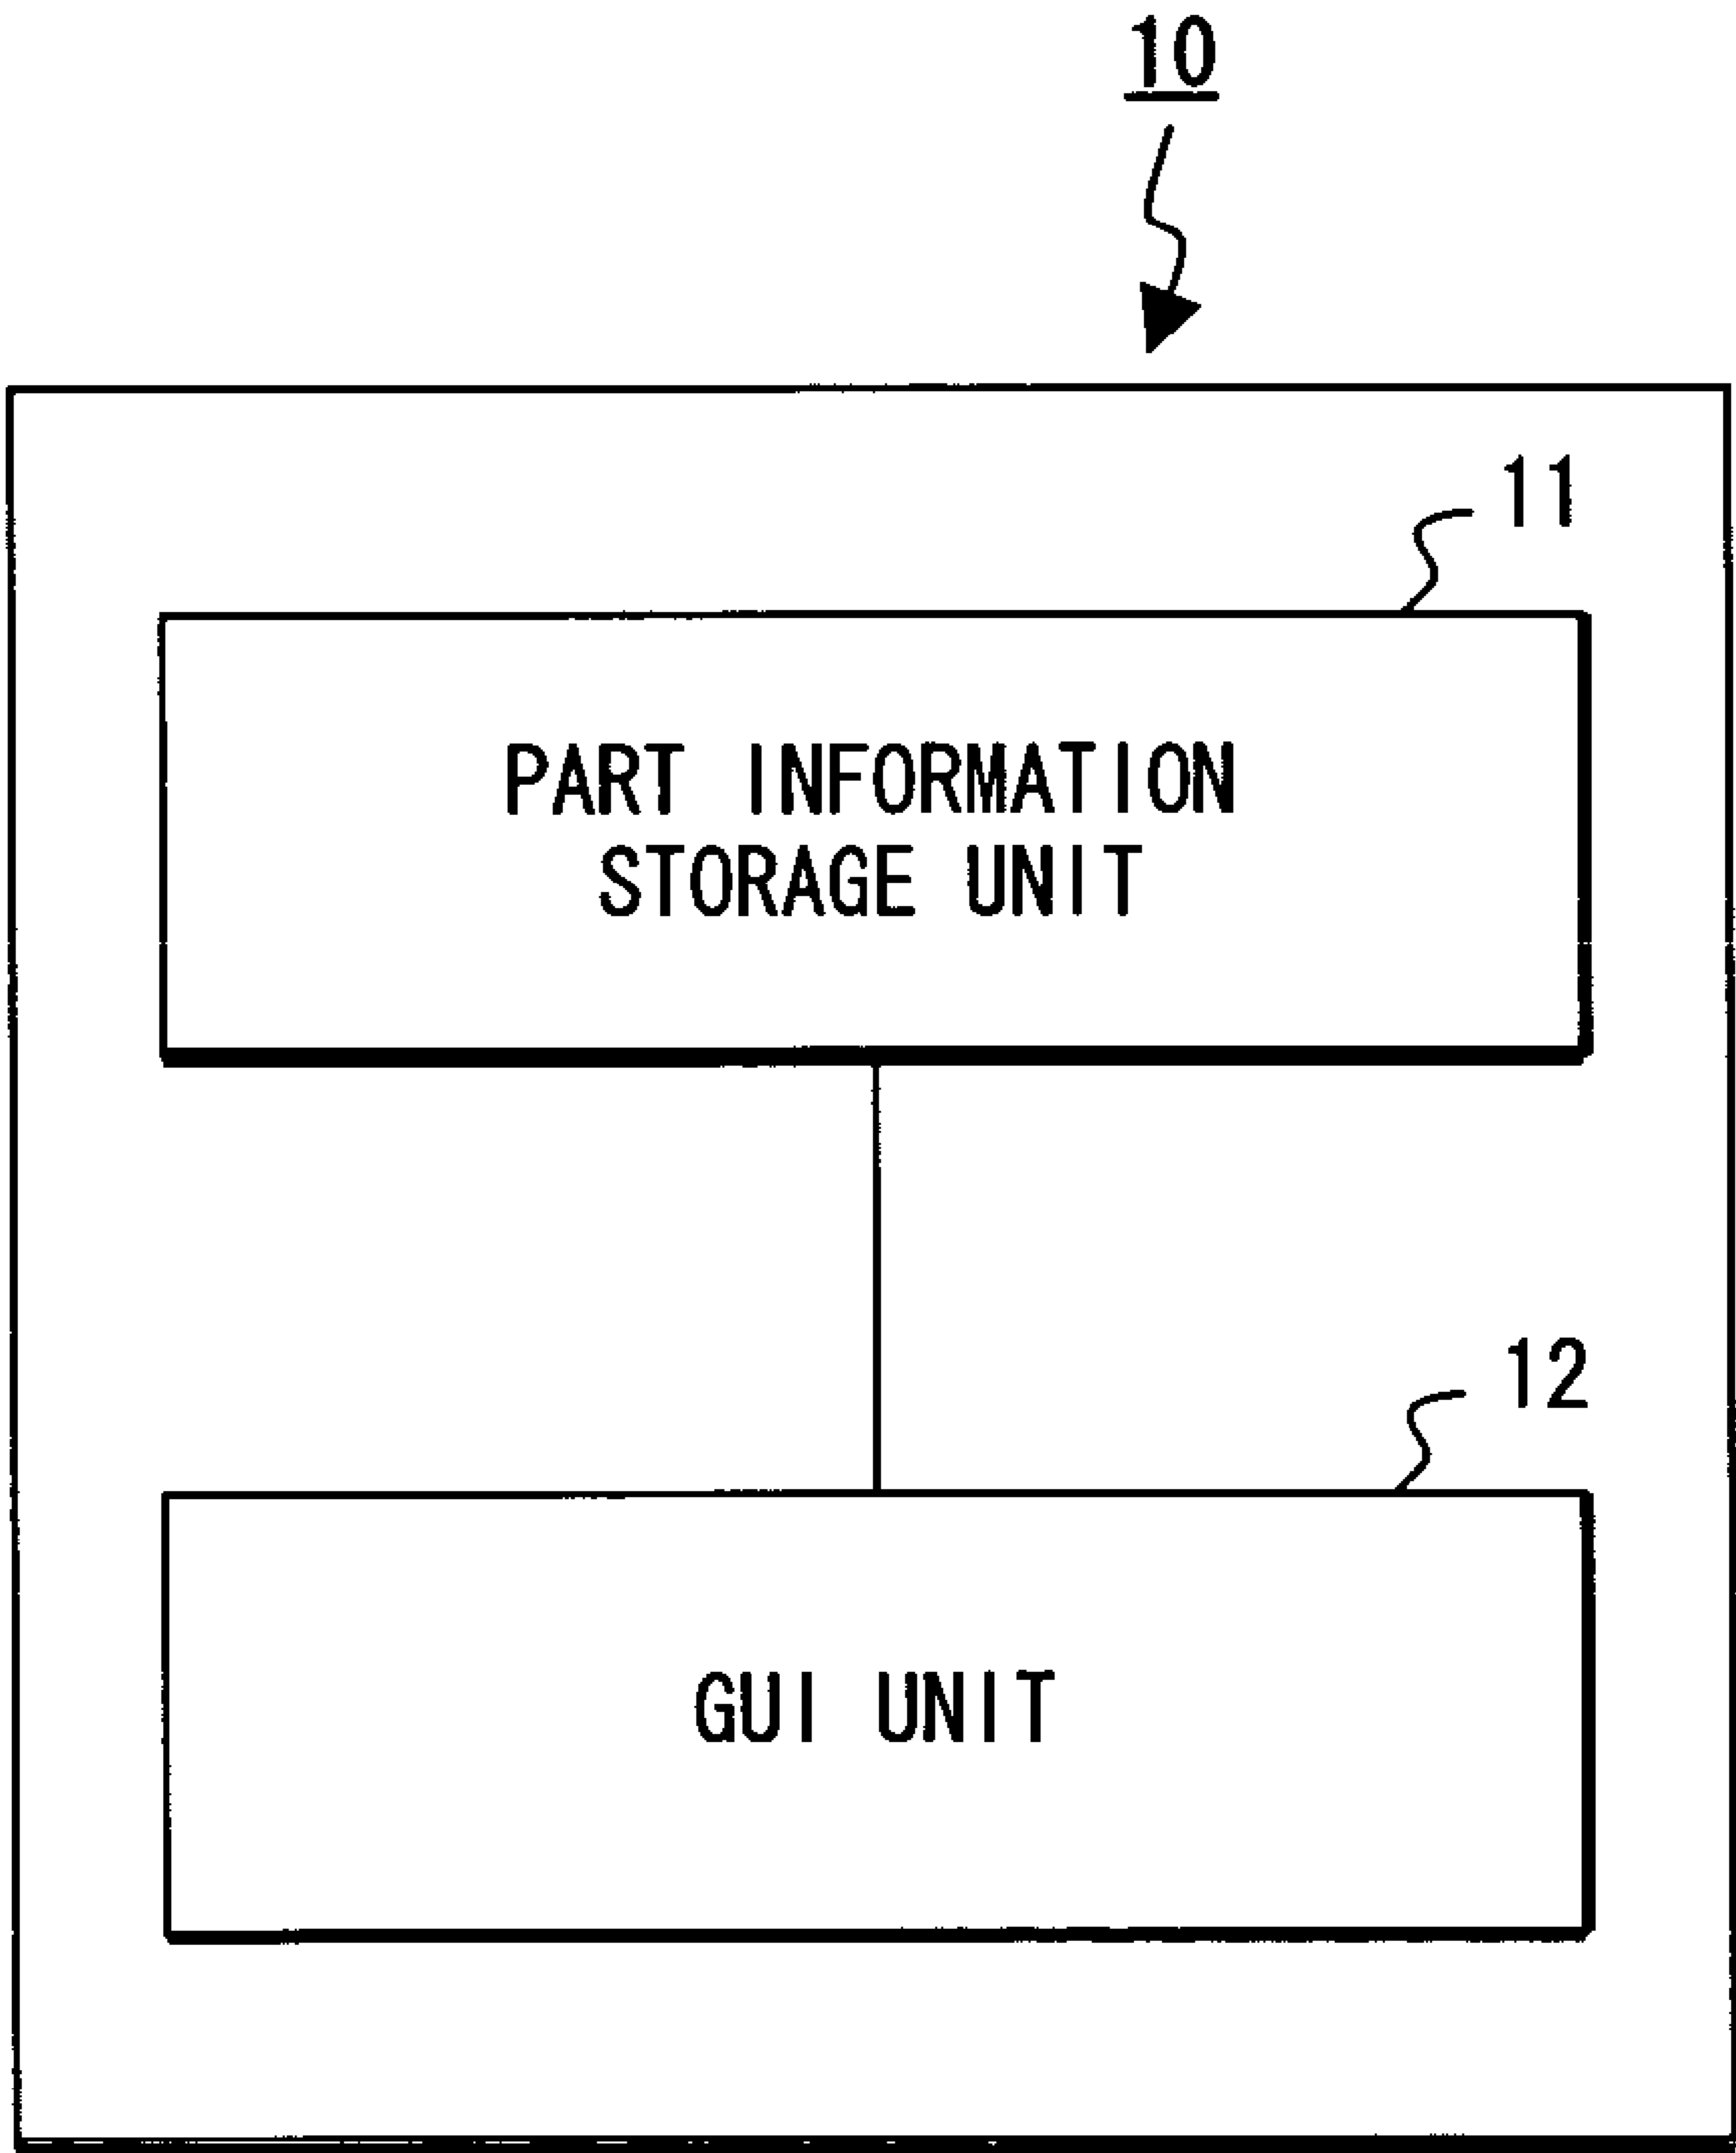 10
11
PART INFORMATION
STORAGE UNIT
12
GUI UNIT